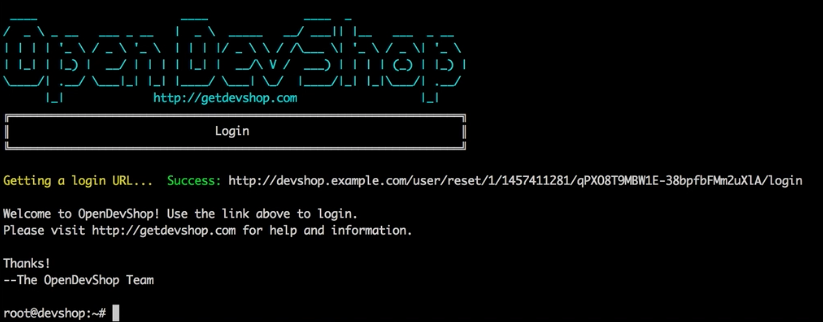 OpenDevShop
http://getdevshop.com
Login
Getting a login URL... Success: http://devshop.example.com/user/reset/1/1457411281/qPXO8T9MBW1E-38bpfbFMm2uXlA/login
Welcome to OpenDevShop! Use the link above to login.
Please visit http://getdevshop.com for help and information.
Thanks!
--The OpenDevShop Team
root@devshop:~#